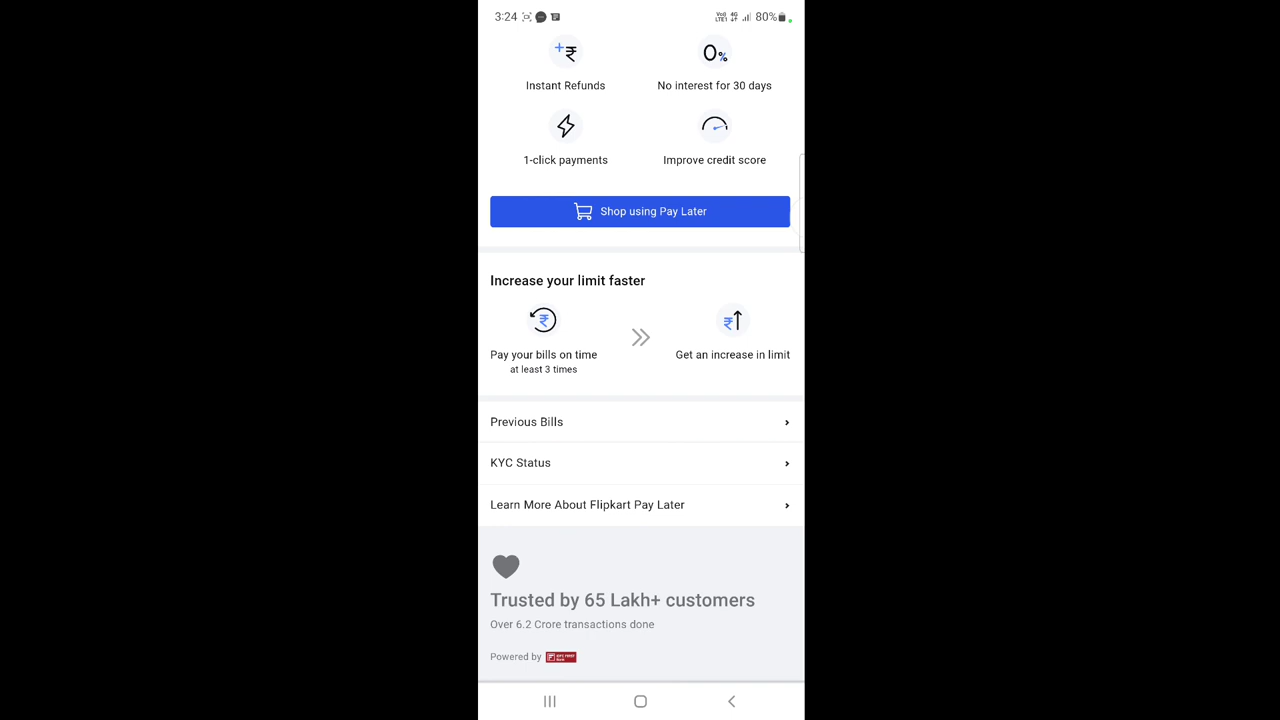 3:24
80%
Instant Refunds
No interest for 30 days
1-click payments
Improve credit score
Shop using Pay Later
Increase your limit faster
Pay your bills on time
at least 3 times
Get an increase in limit
Previous Bills
KYC Status
Learn More About Flipkart Pay Later
Trusted by 65 Lakh+ customers
Over 6.2 Crore transactions done
Powered by